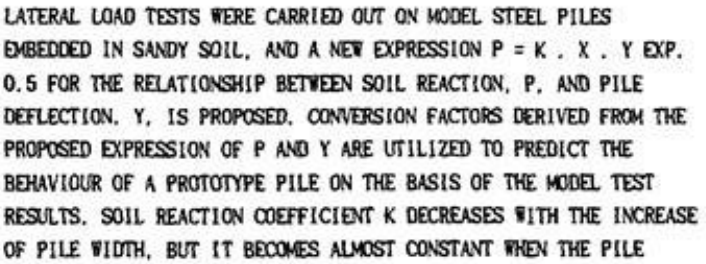 LATERAL LOAD TESTS WERE CARRIED OUT ON MODEL STEEL PILES
EMBEDDED IN SANDY SOIL, AND A NEW EXPRESSION P = K . X . Y EXP.
0.5 FOR THE RELATIONSHIP BETWEEN SOIL REACTION, P, AND PILE
DEFLECTION, Y, IS PROPOSED. CONVERSION FACTORS DERIVED FROM THE
PROPOSED EXPRESSION OF P AND Y ARE UTILIZED TO PREDICT THE
BEHAVIOUR OF A PROTOTYPE PILE ON THE BASIS OF THE MODEL TEST
RESULTS. SOIL REACTION COEFFICIENT K DECREASES WITH THE INCREASE
OF PILE WIDTH, BUT IT BECOMES ALMOST CONSTANT WHEN THE PILE